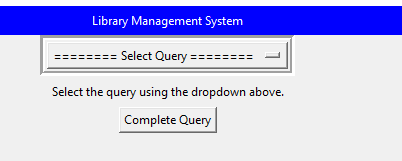 Library Management System
======== Select Query ========
Select the query using the dropdown above.
Complete Query